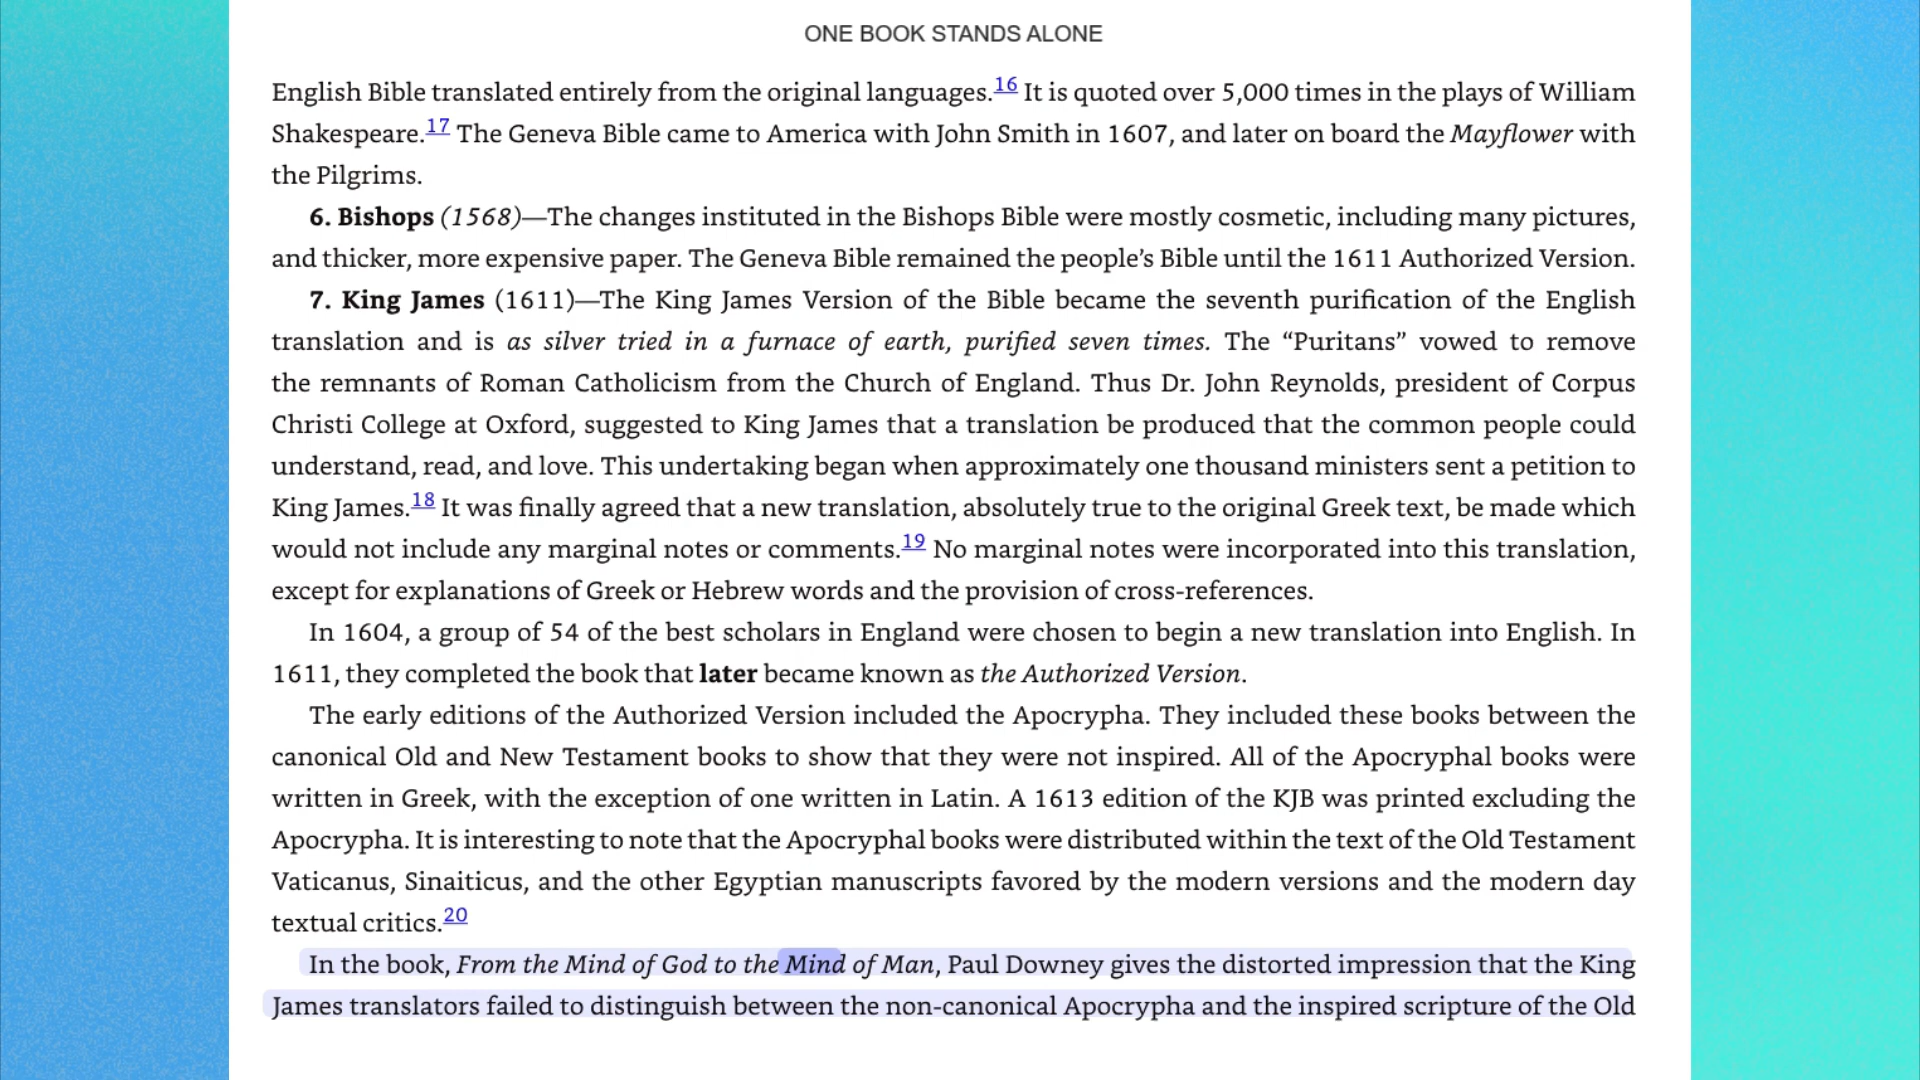 ONE BOOK STANDS ALONE
English Bible translated entirely from the original languages.16 It is quoted over 5,000 times in the plays of William
Shakespeare.17 The Geneva Bible came to America with John Smith in 1607, and later on board the Mayflower with
the Pilgrims.
6. Bishops (1568)—The changes instituted in the Bishops Bible were mostly cosmetic, including many pictures,
and thicker, more expensive paper. The Geneva Bible remained the people’s Bible until the 1611 Authorized Version.
7. King James (1611)—The King James Version of the Bible became the seventh purification of the English
translation and is as silver tried in a furnace of earth, purified seven times. The “Puritans” vowed to remove
the remnants of Roman Catholicism from the Church of England. Thus Dr. John Reynolds, president of Corpus
Christi College at Oxford, suggested to King James that a translation be produced that the common people could
understand, read, and love. This undertaking began when approximately one thousand ministers sent a petition to
King James.18 It was finally agreed that a new translation, absolutely true to the original Greek text, be made which
would not include any marginal notes or comments.19 No marginal notes were incorporated into this translation,
except for explanations of Greek or Hebrew words and the provision of cross-references.
In 1604, a group of 54 of the best scholars in England were chosen to begin a new translation into English. In
1611, they completed the book that later became known as the Authorized Version.
The early editions of the Authorized Version included the Apocrypha. They included these books between the
canonical Old and New Testament books to show that they were not inspired. All of the Apocryphal books were
written in Greek, with the exception of one written in Latin. A 1613 edition of the KJB was printed excluding the
Apocrypha. It is interesting to note that the Apocryphal books were distributed within the text of the Old Testament
Vaticanus, Sinaiticus, and the other Egyptian manuscripts favored by the modern versions and the modern day
textual critics.20
In the book, From the Mind of God to the Mind of Man, Paul Downey gives the distorted impression that the King
James translators failed to distinguish between the non-canonical Apocrypha and the inspired scripture of the Old